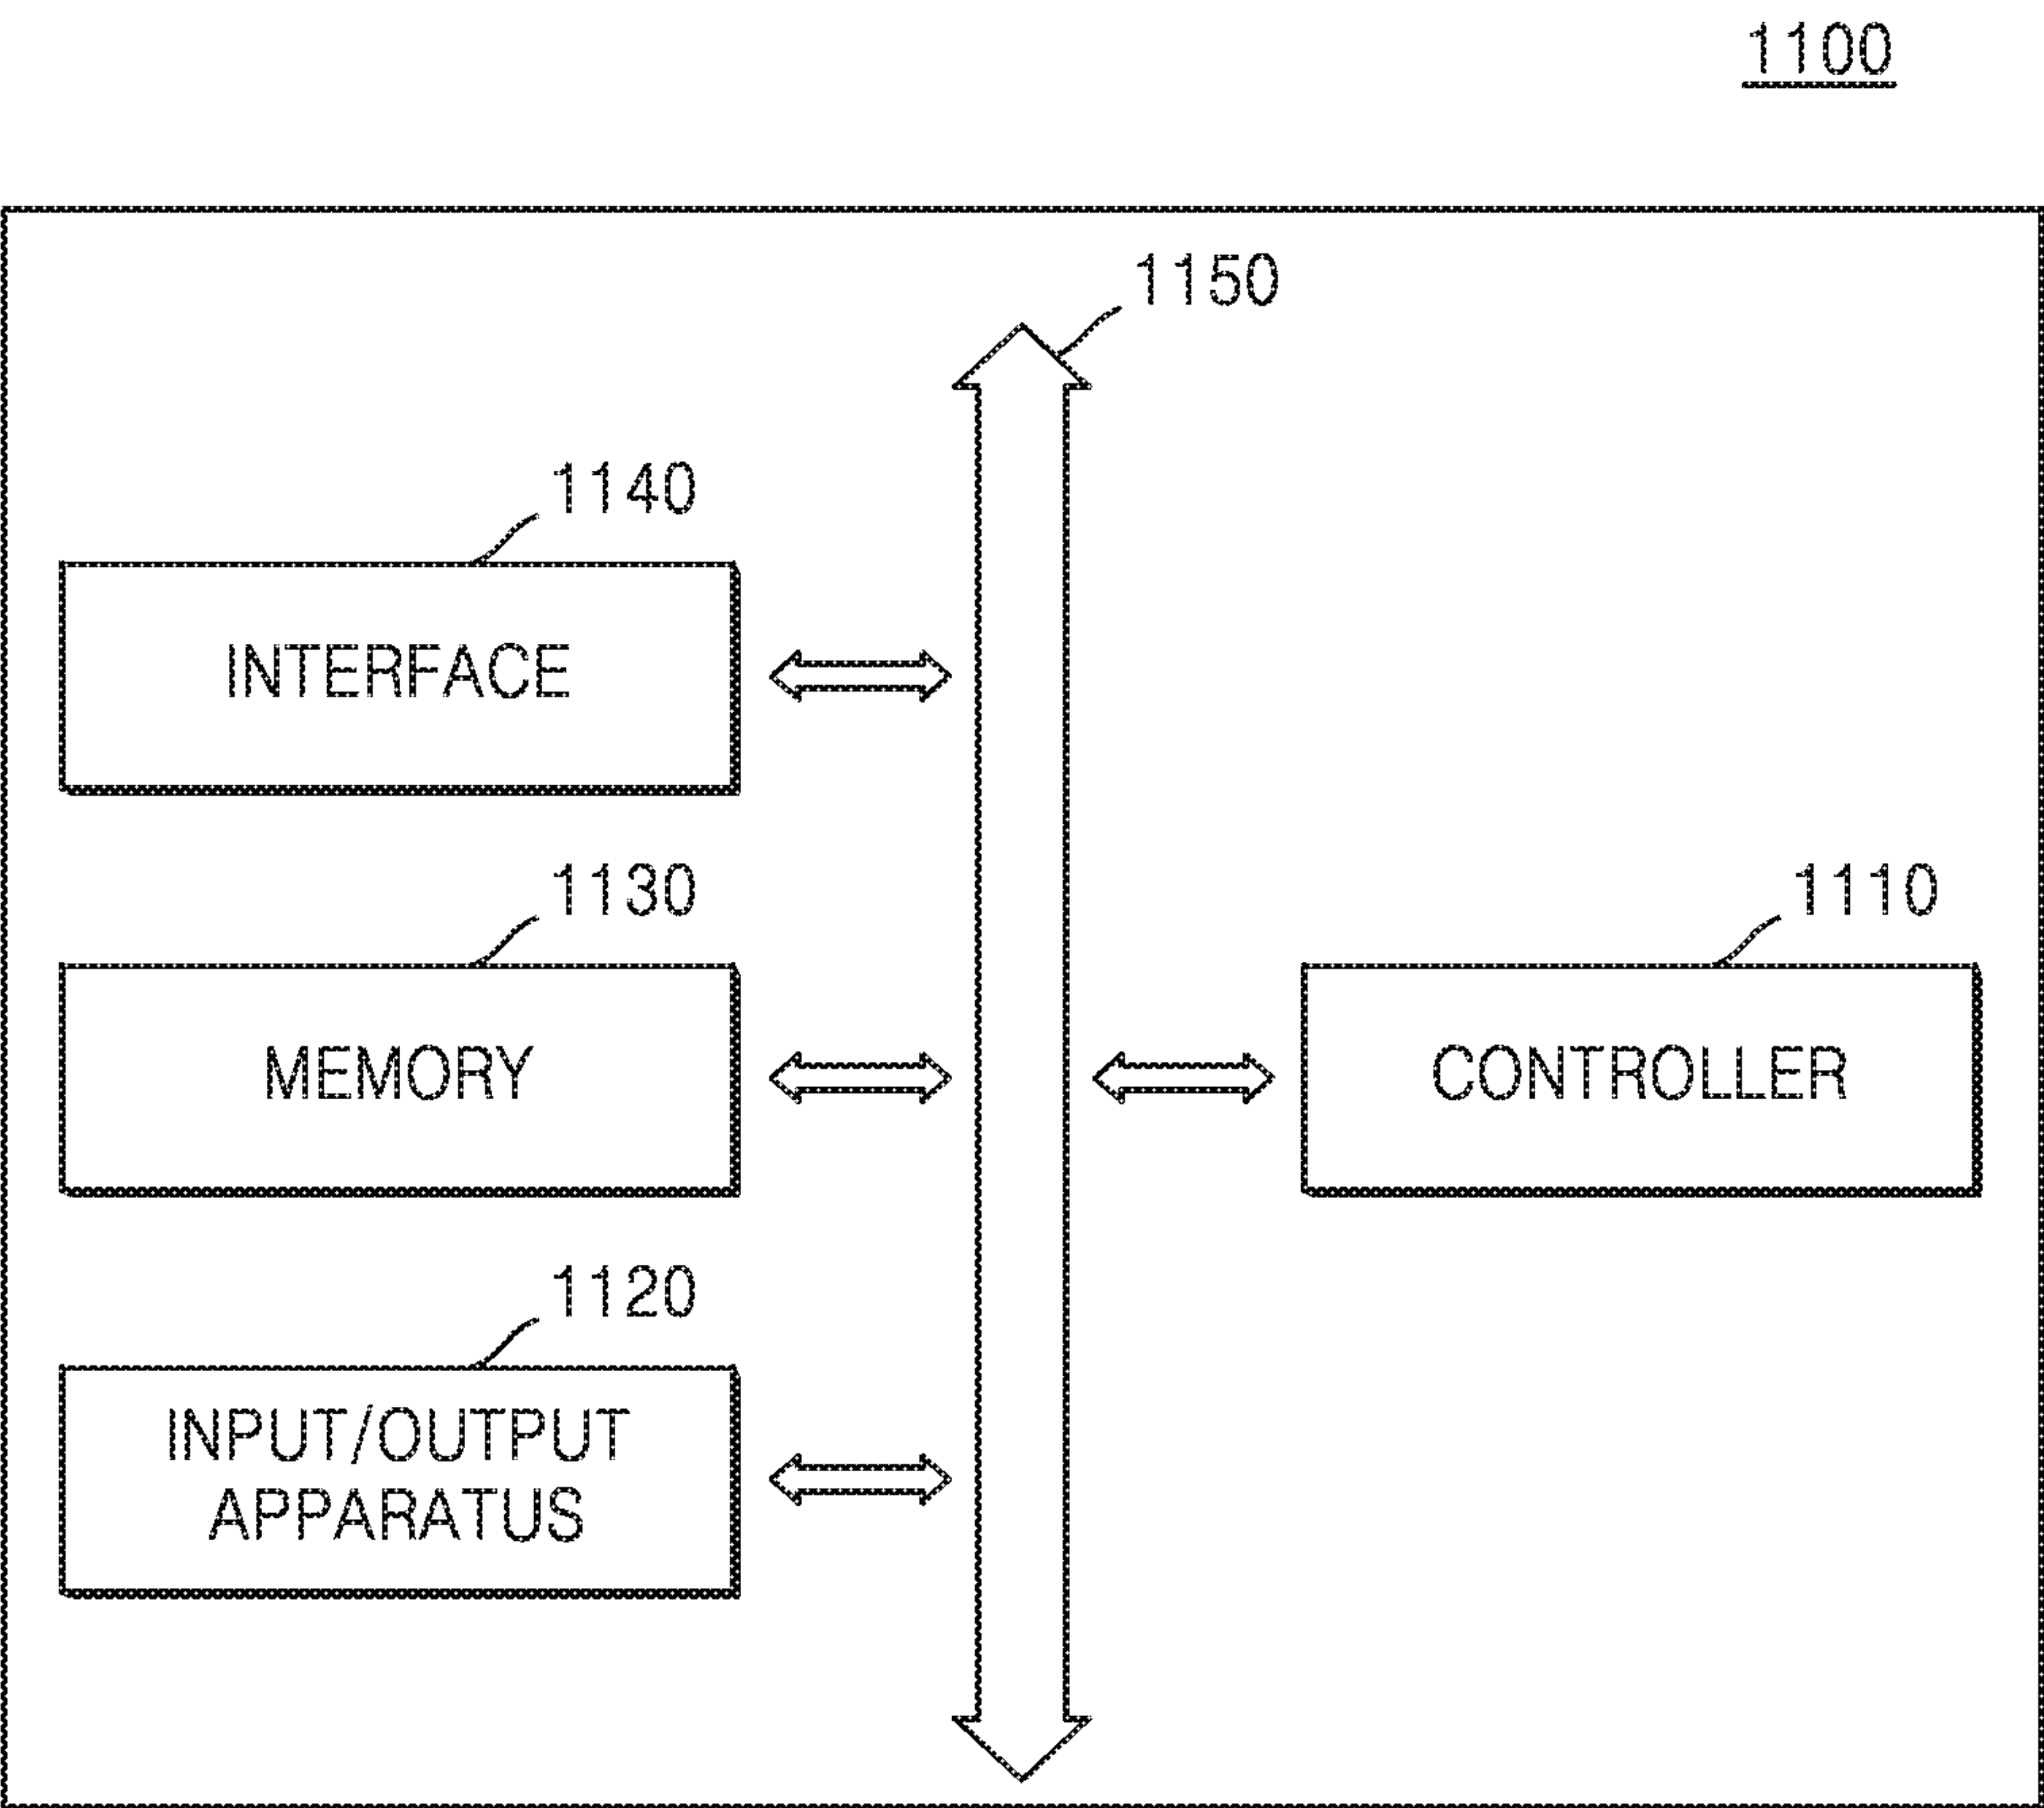 1100
1150
1140
INTERFACE
1130
1110
MEMORY
CONTROLLER
1120
INPUT/OUTPUT
APPARATUS